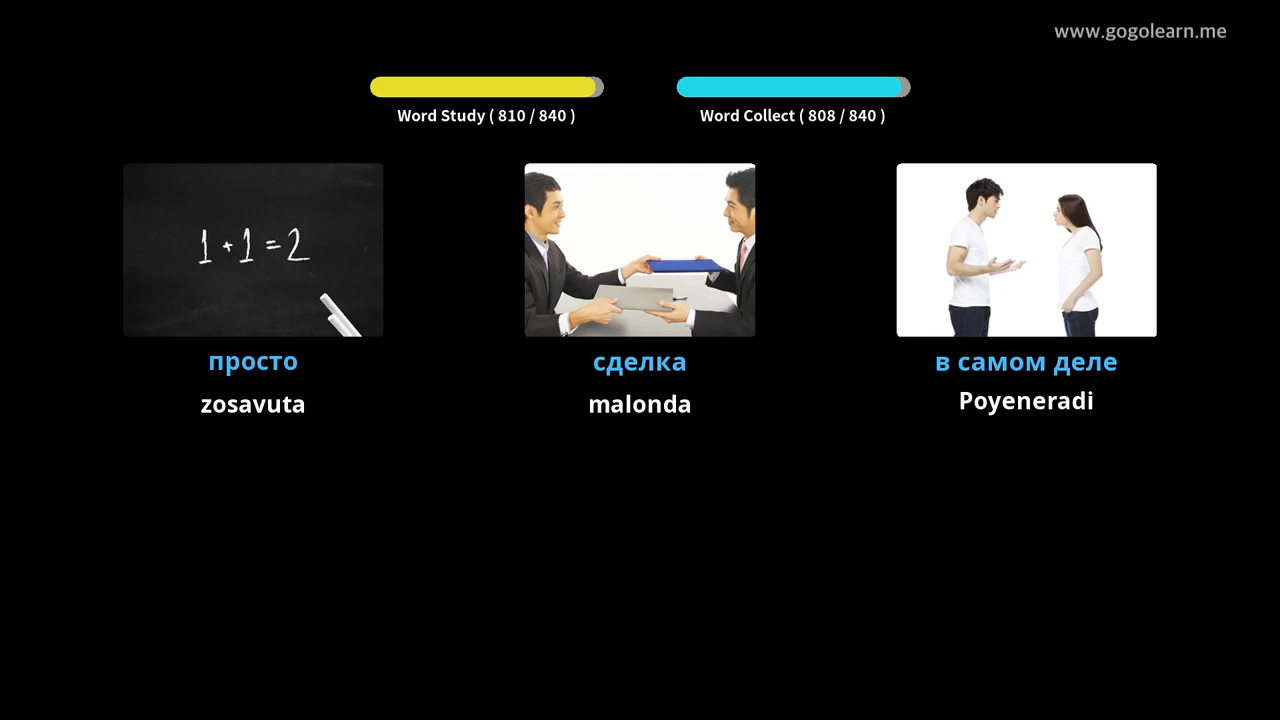 www.gogolearn.me
Word Study ( 810 / 840 )
Word Collect ( 808 / 840 )
1 + 1 = 2
просто
сделка
в самом деле
zosavuta
malonda
Poyeneradi